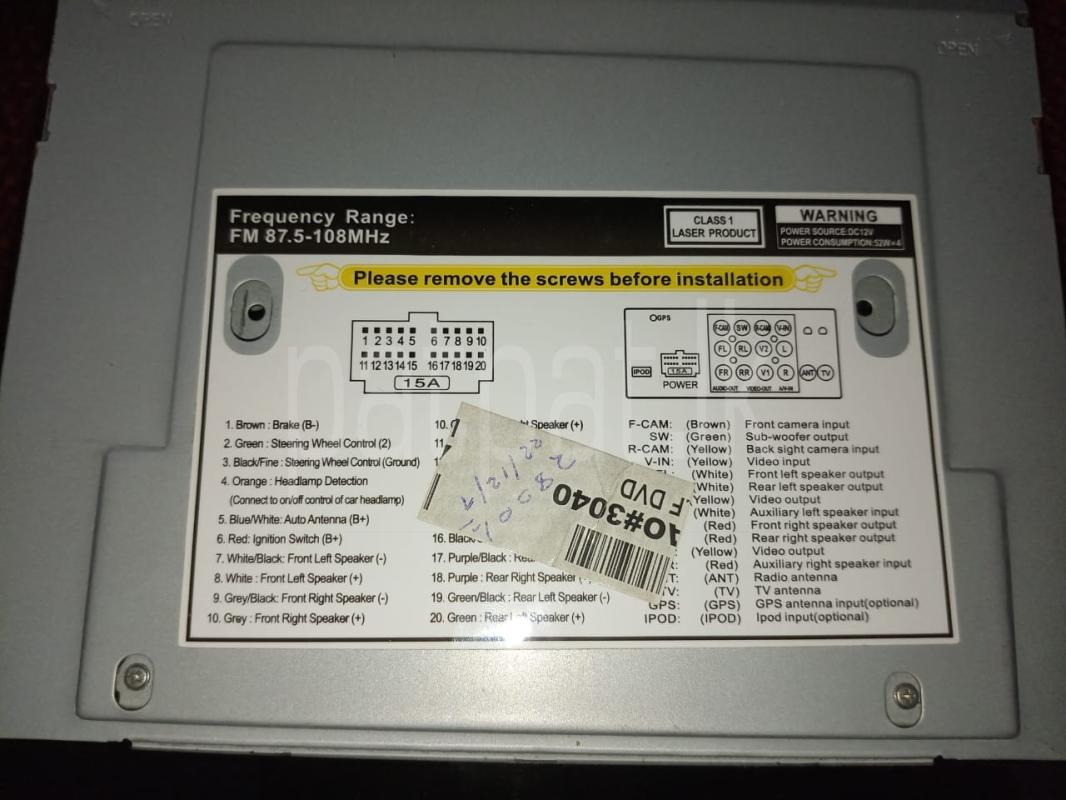 OPEN
OPEN
Frequency Range:
FM 87.5-108MHz
CLASS 1
LASER PRODUCT
WARNING
POWER SOURCE:DC12V
POWER CONSUMPTION:52W×4
Please remove the screws before installation
1 2 3 4 5 6 7 8 9 10
11 12 13 14 15 16 17 18 19 20
15A
GPS
F-CAM SW R-CAM V-IN
FL RL V2 L
FR RR V1 R ANT TV
IPOD
15A
POWER
AUDIO-OUT VIDEO-OUT A/V-IN
1. Brown : Brake (B-)
2. Green : Steering Wheel Control (2)
3. Black/Fine : Steering Wheel Control (Ground)
4. Orange : Headlamp Detection
(Connect to on/off control of car headlamp)
5. Blue/White: Auto Antenna (B+)
6. Red: Ignition Switch (B+)
7. White/Black: Front Left Speaker (-)
8. White : Front Left Speaker (+)
9. Grey/Black: Front Right Speaker (-)
10. Grey : Front Right Speaker (+)
10. Speaker (+)
11.
16. Black
17. Purple/Black :
18. Purple : Rear Right Speaker
19. Green/Black : Rear Left Speaker (-)
20. Green : Rear Left Speaker (+)
F-CAM: (Brown) Front camera input
SW: (Green) Sub-woofer output
R-CAM: (Yellow) Back sight camera input
V-IN: (Yellow) Video input
(White) Front left speaker output
(White) Rear left speaker output
Yellow) Video output
(White) Auxiliary left speaker input
(Red) Front right speaker output
(Red) Rear right speaker output
(Yellow) Video output
(Red) Auxiliary right speaker input
(ANT) Radio antenna
TV: (TV) TV antenna
GPS: (GPS) GPS antenna input(optional)
IPOD: (IPOD) Ipod input(optional)
AO#3040
F DVD
22/12/